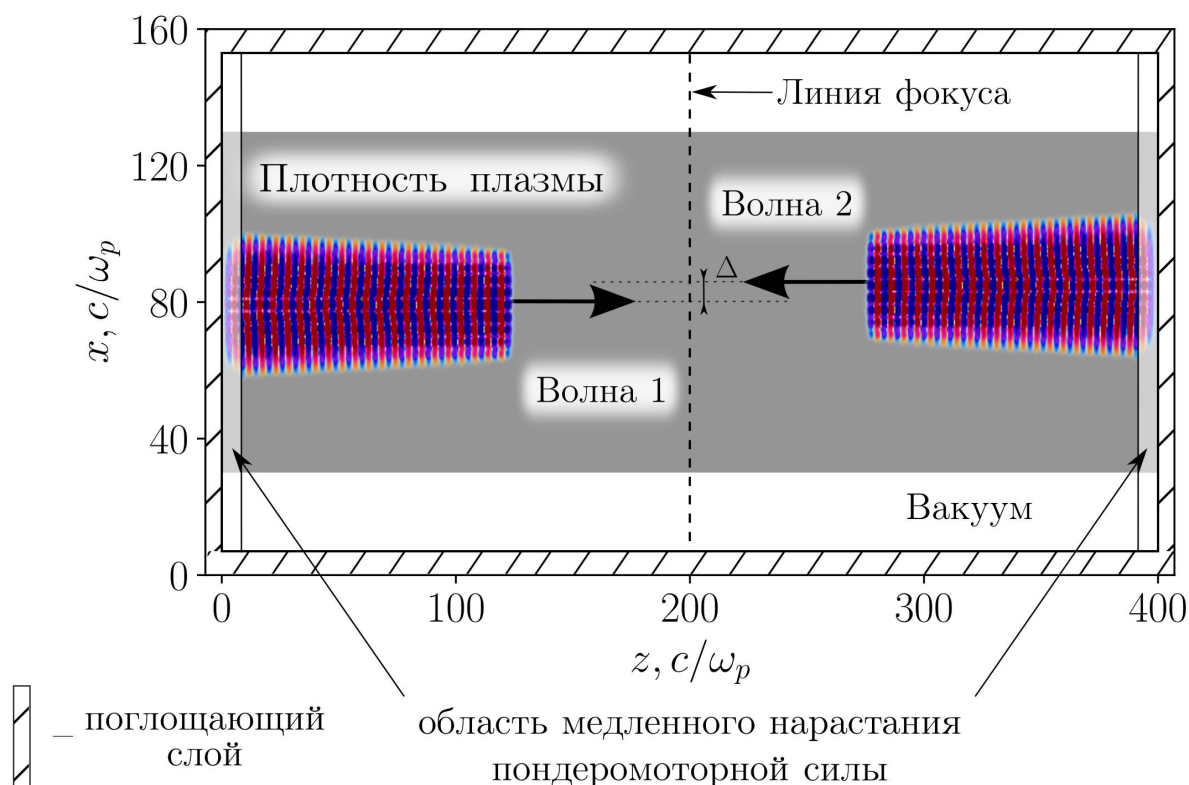 160
Линия фокуса
120
Плотность плазмы
Волна 2
Δ
80
x, c/ω_p
Волна 1
40
Вакуум
0
0 100 200 300 400
z, c/ω_p
– поглощающий
слой
область медленного нарастания
пондеромоторной силы